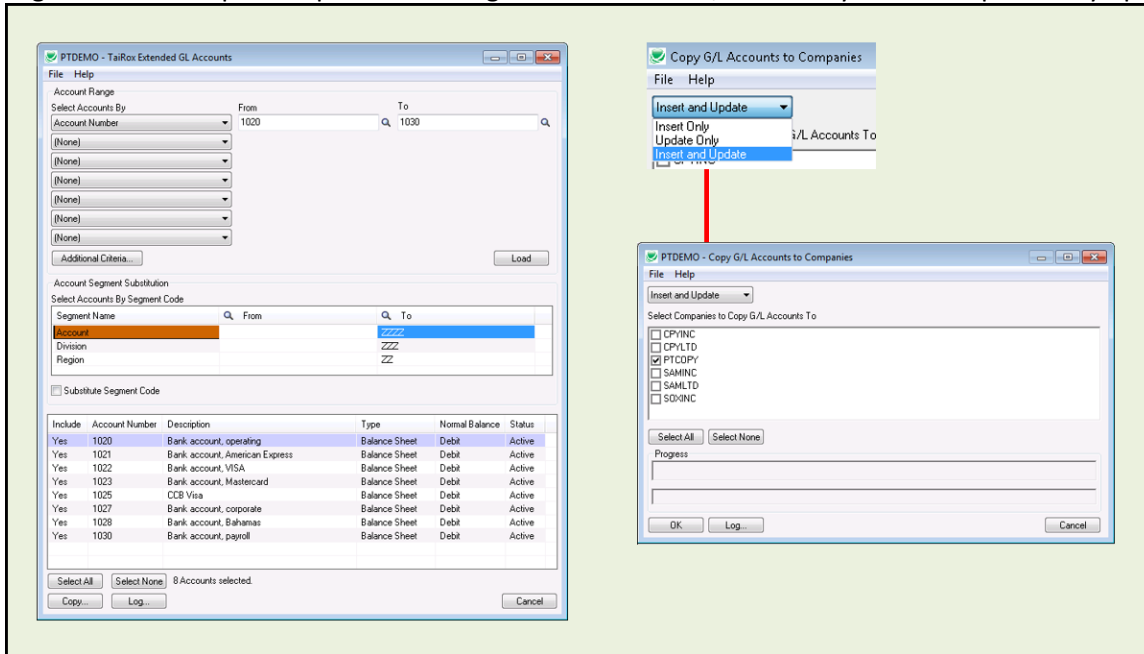 PTDEMO - TaiRox Extended GL Accounts
File Help
Account Range
Select Accounts By From To
Account Number 1020 1030
(None)
(None)
(None)
(None)
(None)
(None)
Additional Criteria... Load
Account Segment Substitution
Select Accounts By Segment Code
Segment Name From To
Account ZZZZ
Division ZZZ
Region ZZ
Substitute Segment Code
Include Account Number Description Type Normal Balance Status
Yes 1020 Bank account, operating Balance Sheet Debit Active
Yes 1021 Bank account, American Express Balance Sheet Debit Active
Yes 1022 Bank account, VISA Balance Sheet Debit Active
Yes 1023 Bank account, Mastercard Balance Sheet Debit Active
Yes 1025 CCB Visa Balance Sheet Debit Active
Yes 1027 Bank account, corporate Balance Sheet Debit Active
Yes 1028 Bank account, Bahamas Balance Sheet Debit Active
Yes 1030 Bank account, payroll Balance Sheet Debit Active
Select All Select None 8 Accounts selected.
Copy... Log... Cancel
Copy G/L Accounts to Companies
File Help
Insert and Update
Insert Only
Update Only G/L Accounts To
Insert and Update
PTDEMO - Copy G/L Accounts to Companies
File Help
Insert and Update
Select Companies to Copy G/L Accounts To
CPYINC
CPYLTD
PTCOPY
SAMINC
SAMLTD
SOXINC
Select All Select None
Progress
OK Log... Cancel